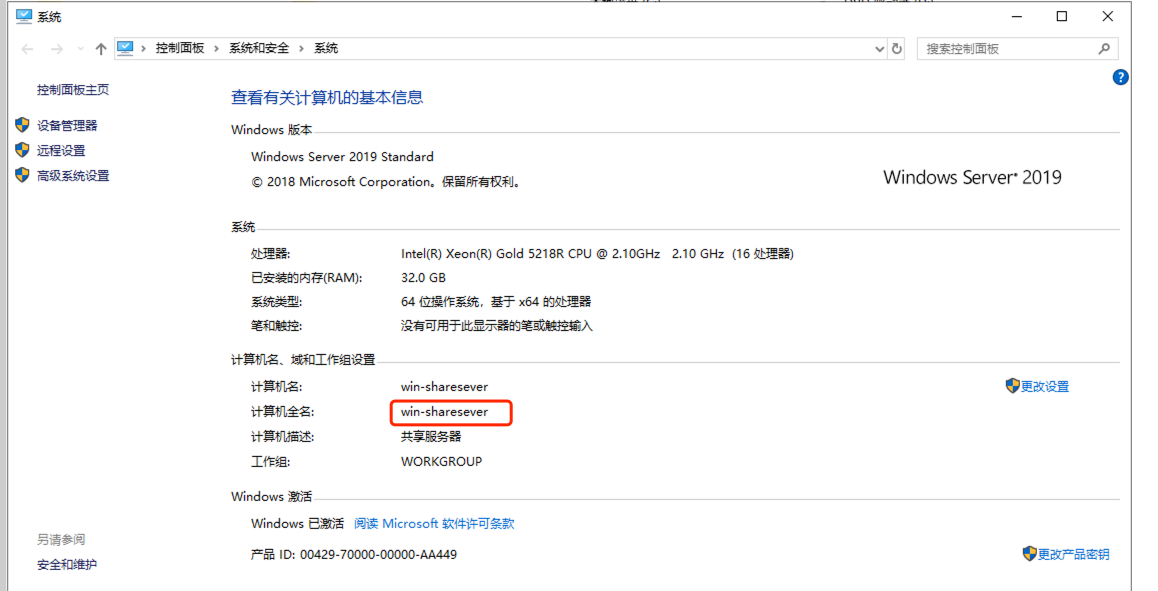 系统
控制面板 › 系统和安全 › 系统
搜索控制面板
控制面板主页
设备管理器
远程设置
高级系统设置
查看有关计算机的基本信息
Windows 版本
Windows Server 2019 Standard
© 2018 Microsoft Corporation。保留所有权利。
Windows Server 2019
系统
处理器: Intel(R) Xeon(R) Gold 5218R CPU @ 2.10GHz 2.10 GHz (16 处理器)
已安装的内存(RAM): 32.0 GB
系统类型: 64 位操作系统，基于 x64 的处理器
笔和触控: 没有可用于此显示器的笔或触控输入
计算机名、域和工作组设置
计算机名: win-sharesever
更改设置
计算机全名: win-sharesever
计算机描述: 共享服务器
工作组: WORKGROUP
Windows 激活
Windows 已激活 阅读 Microsoft 软件许可条款
产品 ID: 00429-70000-00000-AA449
更改产品密钥
另请参阅
安全和维护